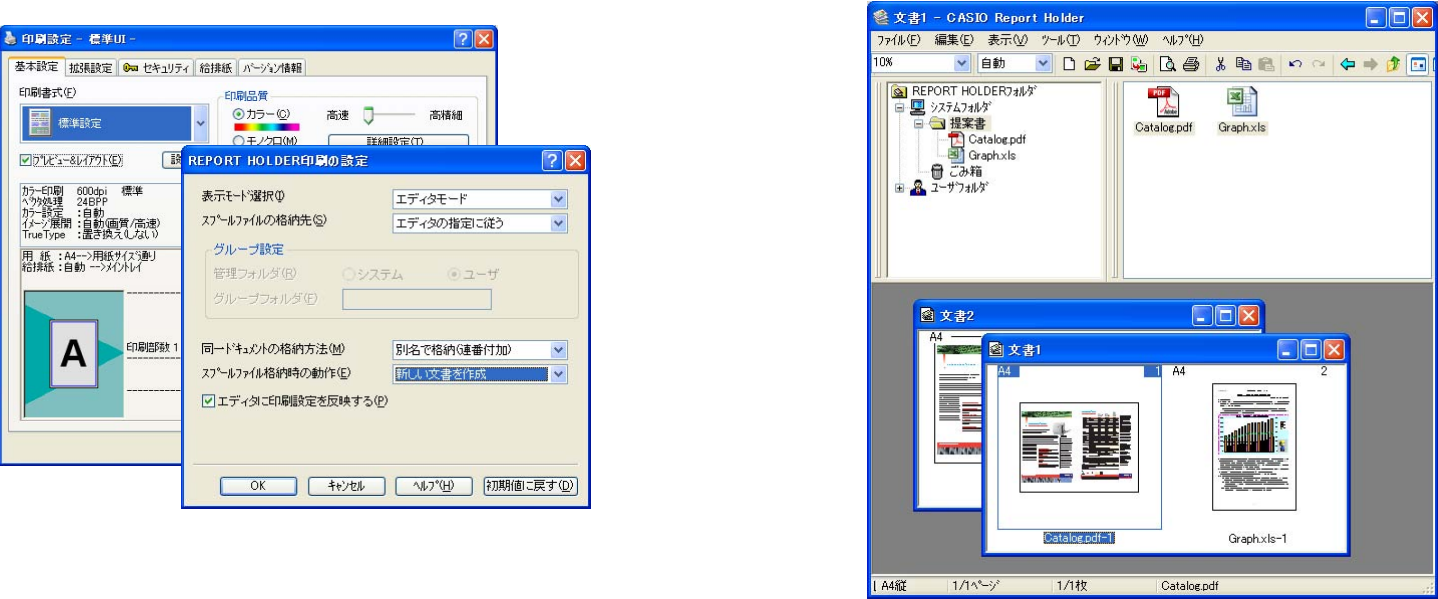 印刷設定 - 標準UI -
基本設定 拡張設定 セキュリティ 給排紙 バージョン情報
印刷書式(F)
標準設定
プレビュー&レイアウト(E)
印刷品質
カラー(C)
高速 高精細
モノクロ(M)
詳細設定(T)
カラー印刷 600dpi 標準
ベクタ処理 24BPP
カラー設定 :自動
イメージ展開 :自動(画質/高速)
TrueType :置き換え(しない)
用 紙 :A4-->用紙サイズ通り
給排紙 :自動 -->メイントレイ
A
印刷部数 1
REPORT HOLDER印刷の設定
表示モード選択(I)
エディタモード
スプールファイルの格納先(S)
エディタの指定に従う
グループ設定
管理フォルダ(R)
システム ユーザ
グループフォルダ(F)
同一ドキュメントの格納方法(M)
別名で格納(連番付加)
スプールファイル格納時の動作(E)
新しい文書を作成
エディタに印刷設定を反映する(P)
OK キャンセル ヘルプ(H) 初期値に戻す(D)
文書1 - CASIO Report Holder
ファイル(F) 編集(E) 表示(V) ツール(T) ウィンドウ(W) ヘルプ(H)
10% 自動
REPORT HOLDERフォルダ
システムフォルダ
提案書
Catalog.pdf
Graph.xls
ごみ箱
ユーザフォルダ
Catalog.pdf Graph.xls
文書2
A4
文書1
A4 1 A4 2
Catalog.pdf-1 Graph.xls-1
A4縦 1/1ページ 1/1枚 Catalog.pdf